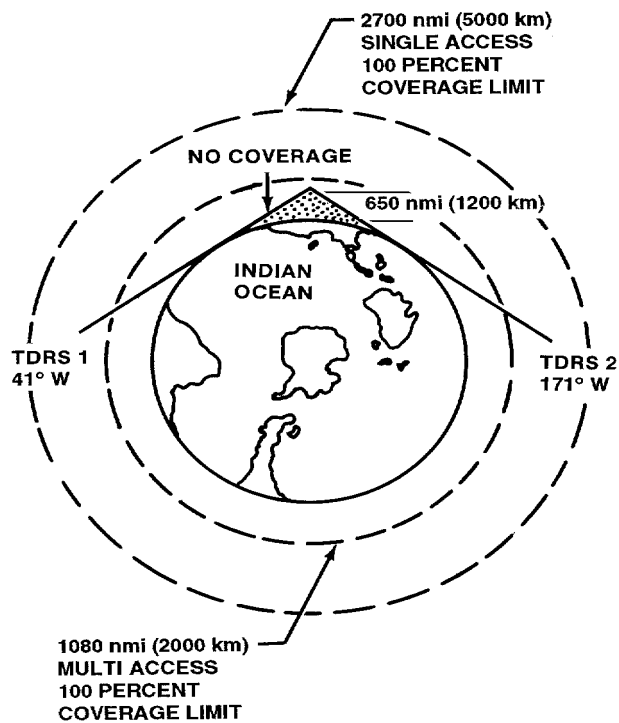 2700 nmi (5000 km)
SINGLE ACCESS
100 PERCENT
COVERAGE LIMIT
NO COVERAGE
650 nmi (1200 km)
INDIAN
OCEAN
TDRS 1
41° W
TDRS 2
171° W
1080 nmi (2000 km)
MULTI ACCESS
100 PERCENT
COVERAGE LIMIT